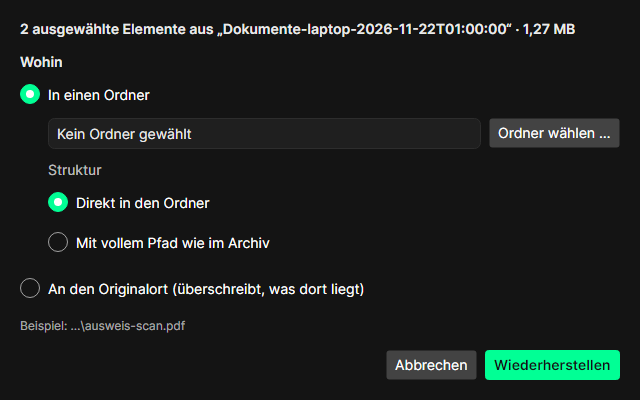 2 ausgewählte Elemente aus „Dokumente-laptop-2026-11-22T01:00:00“ · 1,27 MB
Wohin
In einen Ordner
Kein Ordner gewählt
Ordner wählen ...
Struktur
Direkt in den Ordner
Mit vollem Pfad wie im Archiv
An den Originalort (überschreibt, was dort liegt)
Beispiel: ...\ausweis-scan.pdf
Abbrechen
Wiederherstellen